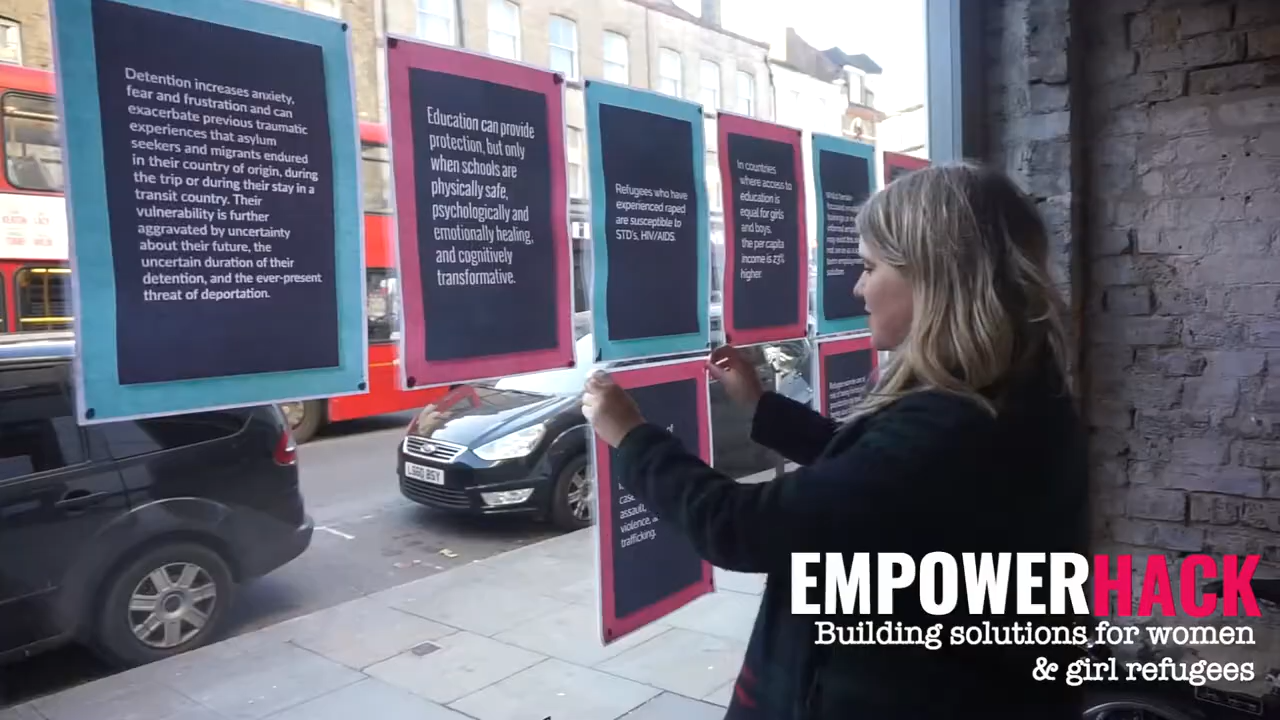 Detention increases anxiety,
fear and frustration and can
exacerbate previous traumatic
experiences that asylum
seekers and migrants endured
in their country of origin, during
the trip or during their stay in a
transit country. Their
vulnerability is further
aggravated by uncertainty
about their future, the
uncertain duration of their
detention, and the ever-present
threat of deportation.
Education can provide
protection, but only
when schools are
physically safe,
psychologically and
emotionally healing,
and cognitively
transformative.
Refugees who have
experienced raped
are susceptible to
STD's, HIV/AIDS.
In countries
where access to
education is
equal for girls
and boys,
the per capita
income is 23%
higher.
of
assault,
violence,
trafficking.
LS60 BSY
EMPOWERHACK
Building solutions for women
& girl refugees